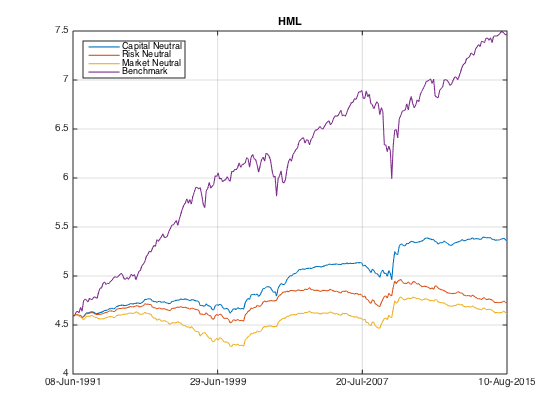 HML
7.5
7
6.5
6
5.5
5
4.5
4
Capital Neutral
Risk Neutral
Market Neutral
Benchmark
08-Jun-1991
29-Jun-1999
20-Jul-2007
10-Aug-2015